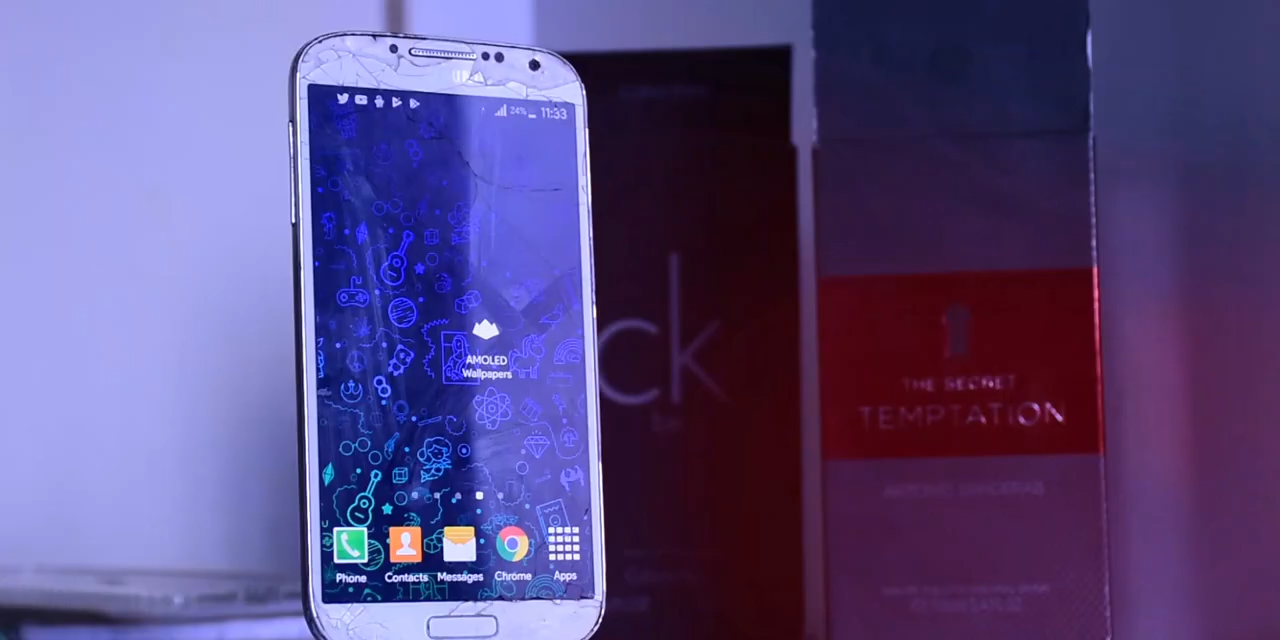 24%
11:33
AMOLED
Wallpapers
Phone
Contacts
Messages
Chrome
Apps
ck
THE SECRET
TEMPTATION